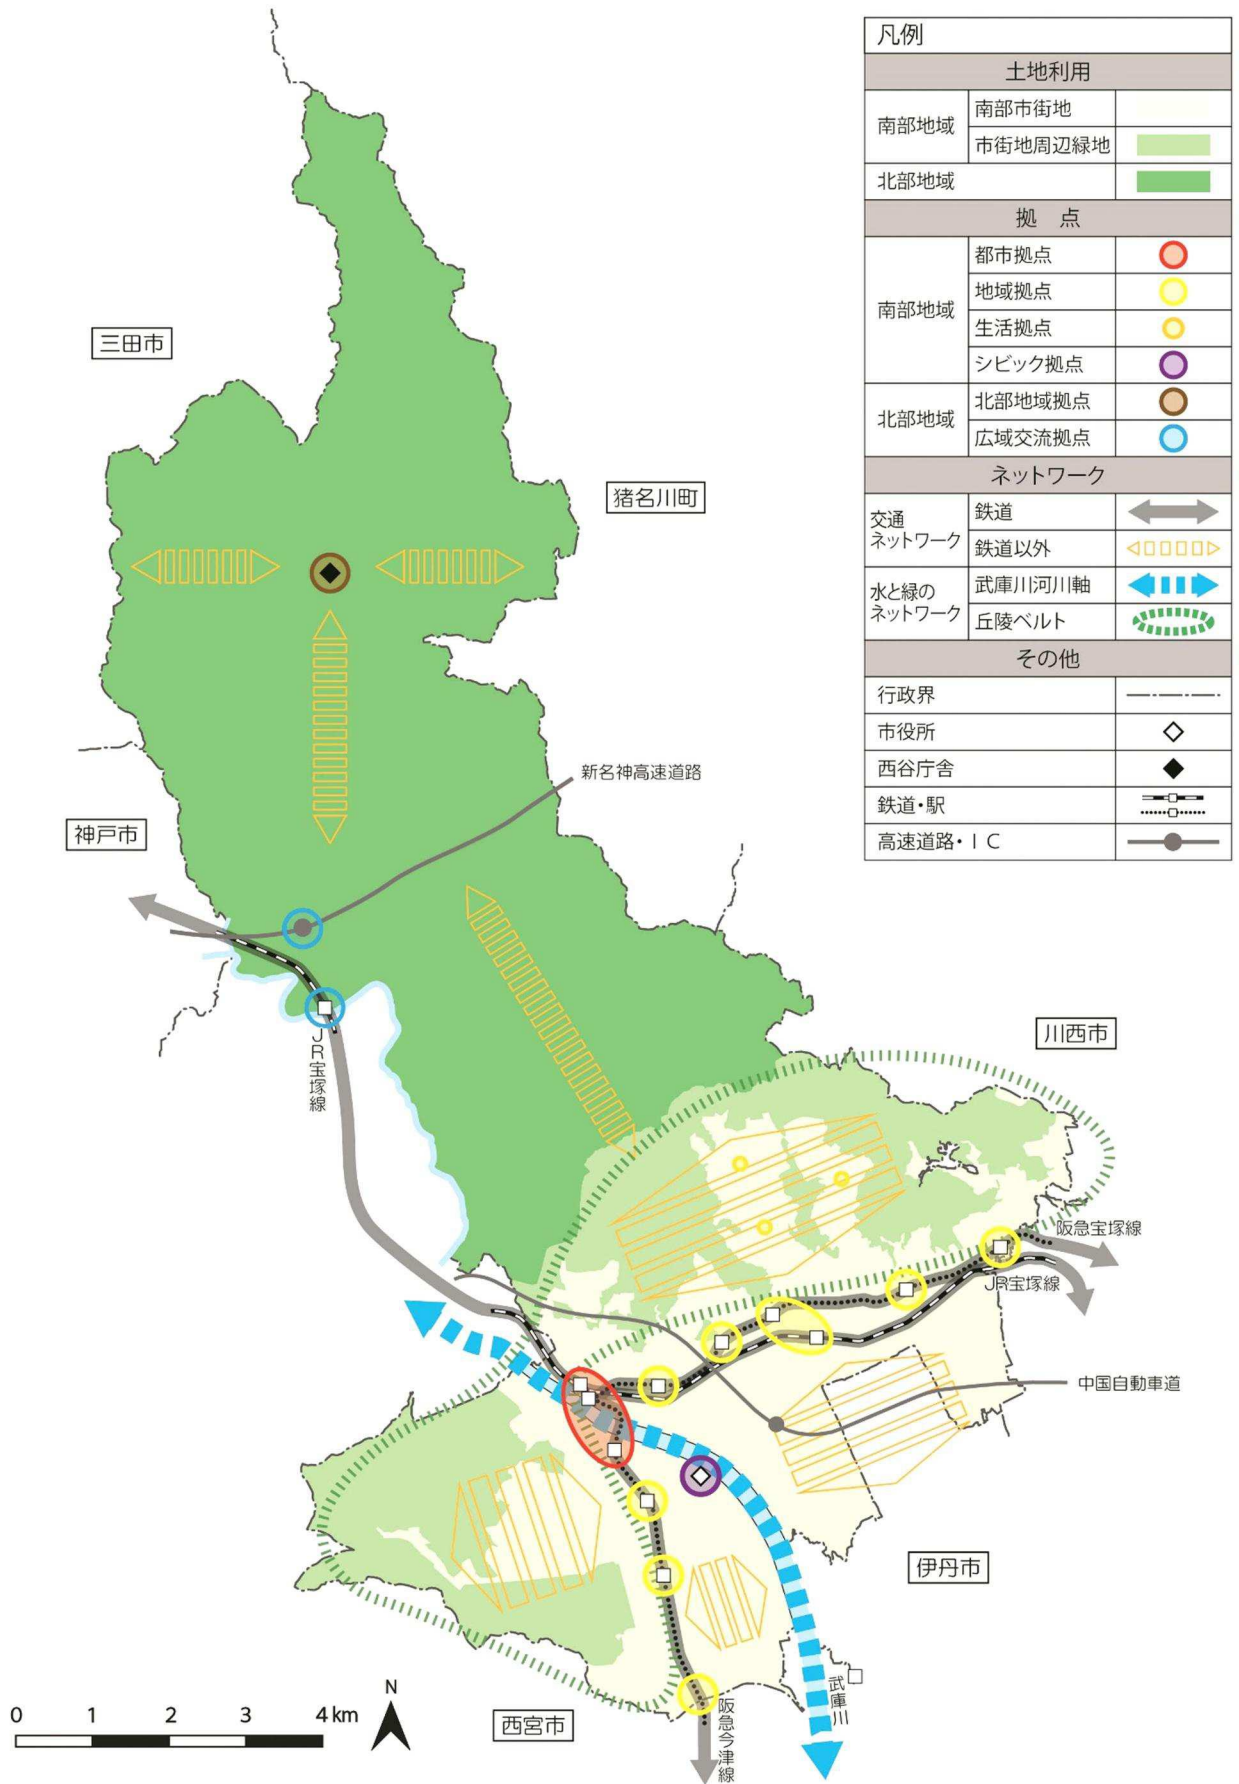 凡例
土地利用
南部地域
南部市街地
市街地周辺緑地
北部地域
拠 点
南部地域
都市拠点
地域拠点
生活拠点
シビック拠点
北部地域
北部地域拠点
広域交流拠点
ネットワーク
交通
ネットワーク
鉄道
鉄道以外
水と緑の
ネットワーク
武庫川河川軸
丘陵ベルト
その他
行政界
市役所
西谷庁舎
鉄道・駅
高速道路・IC
三田市
猪名川町
新名神高速道路
神戸市
JR宝塚線
川西市
阪急宝塚線
JR宝塚線
中国自動車道
伊丹市
武庫川
西宮市
阪急今津線
0 1 2 3 4 km
N